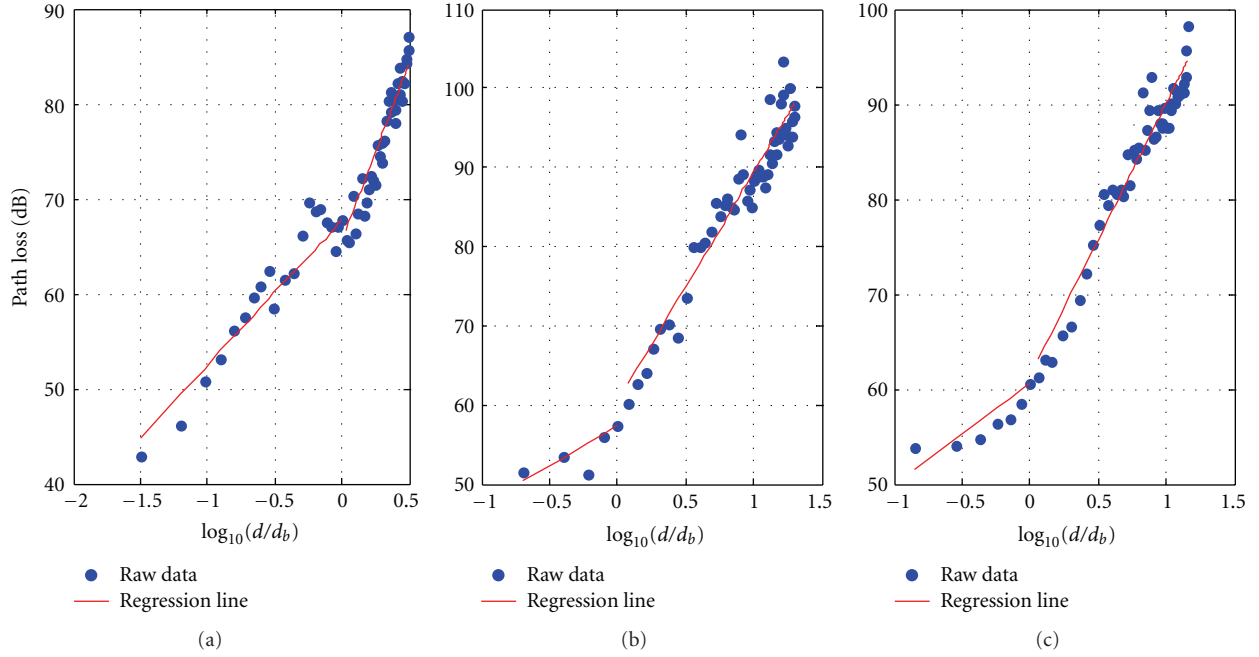 90
80
70
60
50
40
Path loss (dB)
−2
−1.5
−1
−0.5
0
0.5
log10(d/db)
Raw data
Regression line
(a)
110
100
90
80
70
60
50
−1
−0.5
0
0.5
1
1.5
log10(d/db)
Raw data
Regression line
(b)
100
90
80
70
60
50
−1
−0.5
0
0.5
1
1.5
log10(d/db)
Raw data
Regression line
(c)